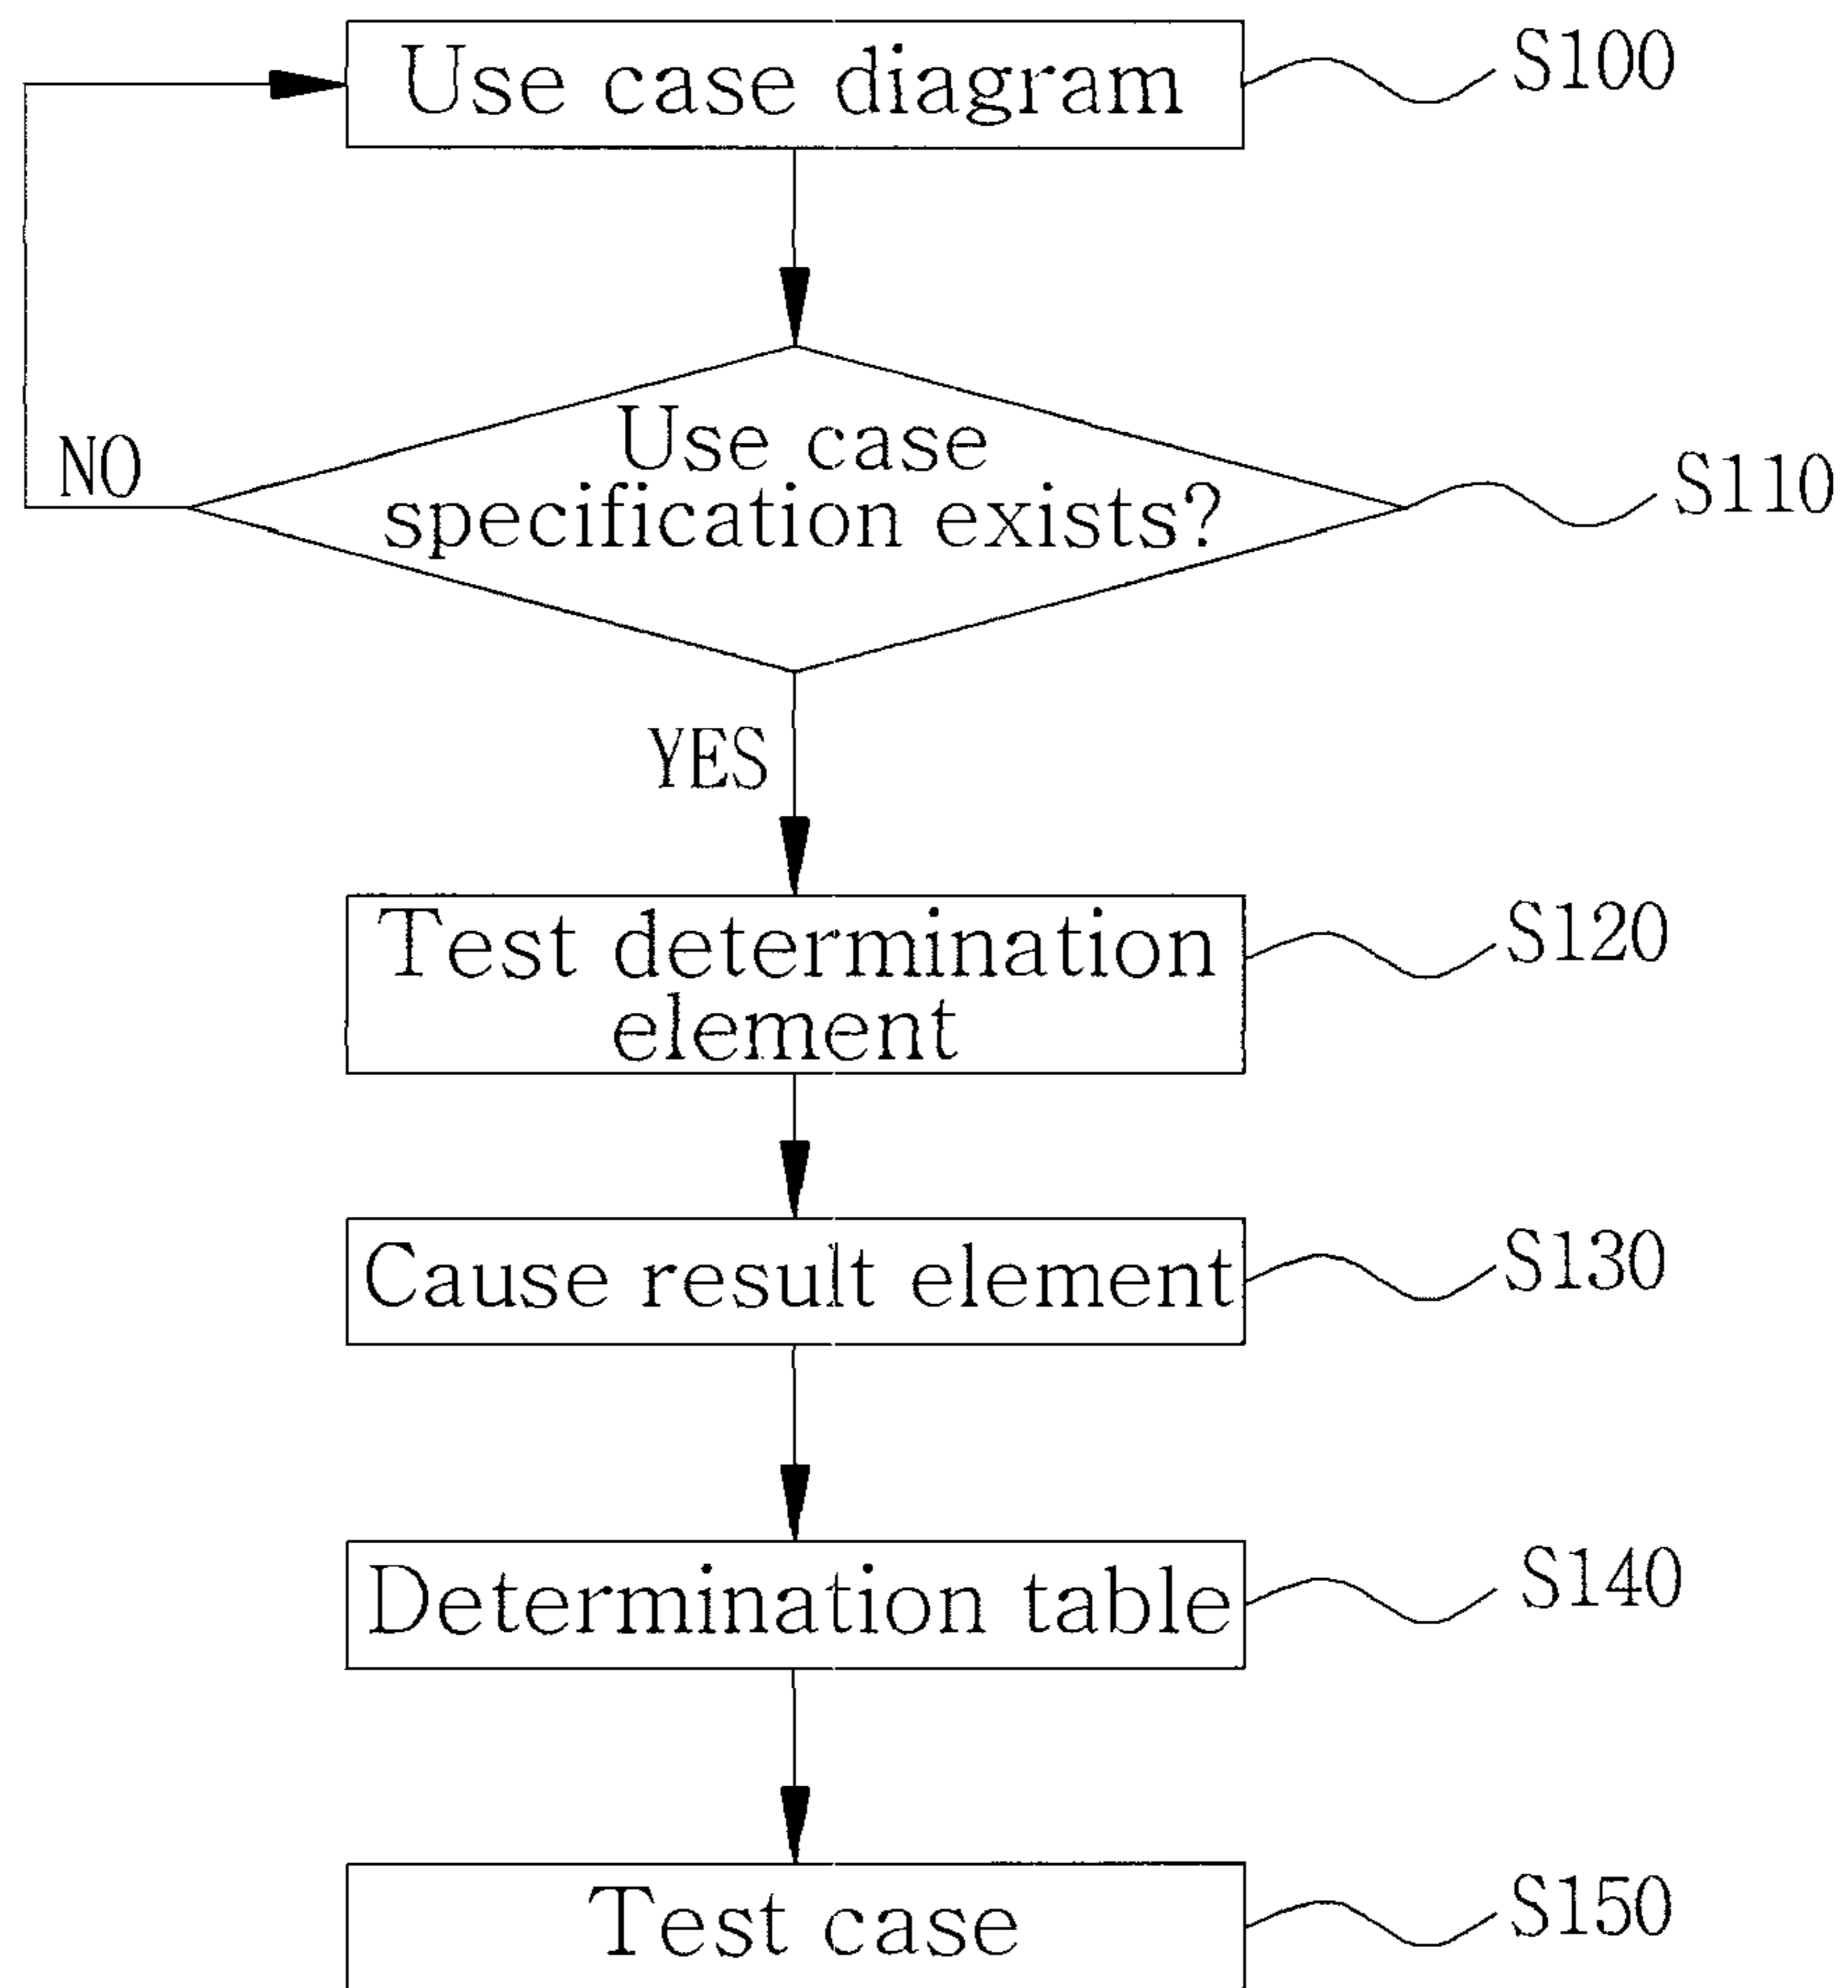 Use case diagram
S100
Use case
specification exists?
S110
NO
YES
Test determination
element
S120
Cause result element
S130
Determination table
S140
Test case
S150